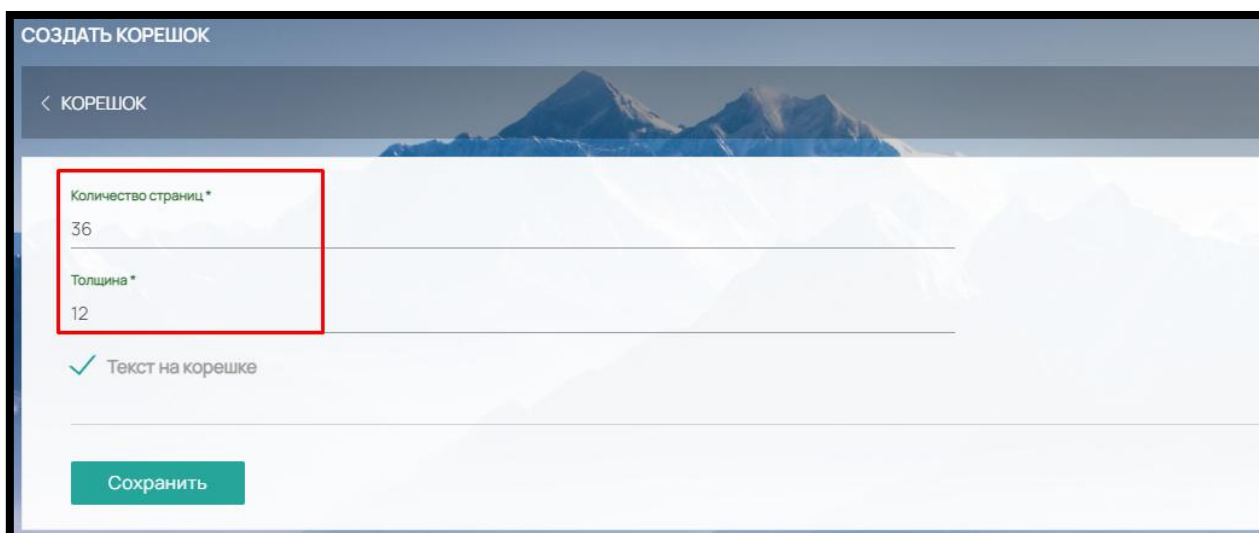 СОЗДАТЬ КОРЕШОК
< КОРЕШОК
Количество страниц *
36
Толщина *
12
Текст на корешке
Сохранить